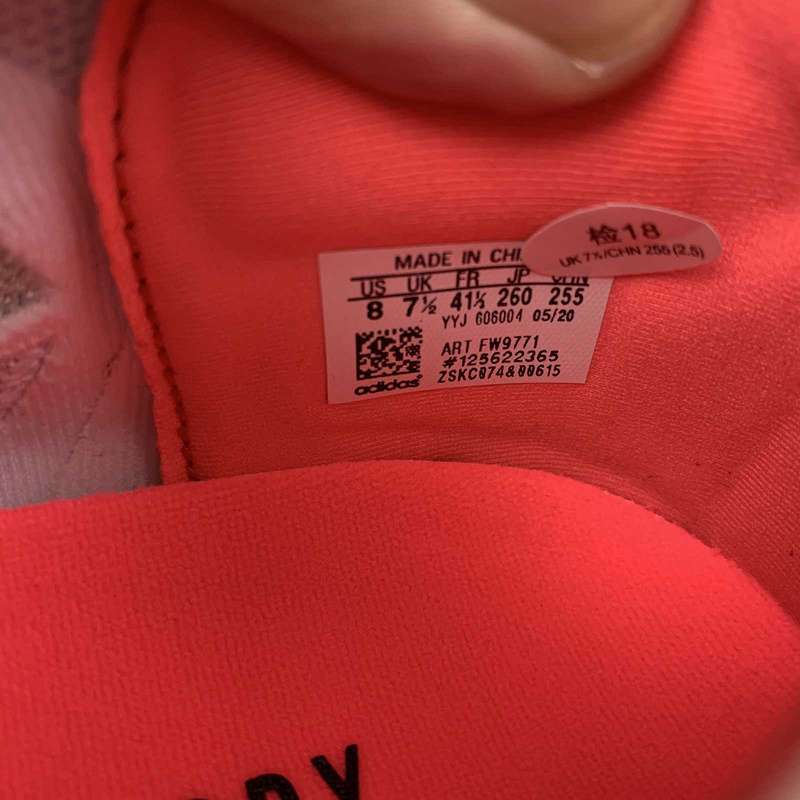 检18
UK 7½/CHN 255 (2.5)
MADE IN
US UK FR JP CHN
8 7½ 41⅓ 260 255
YYJ 606004 05/20
ART FW9771
#125622365
ZSKC074&00615
adidas